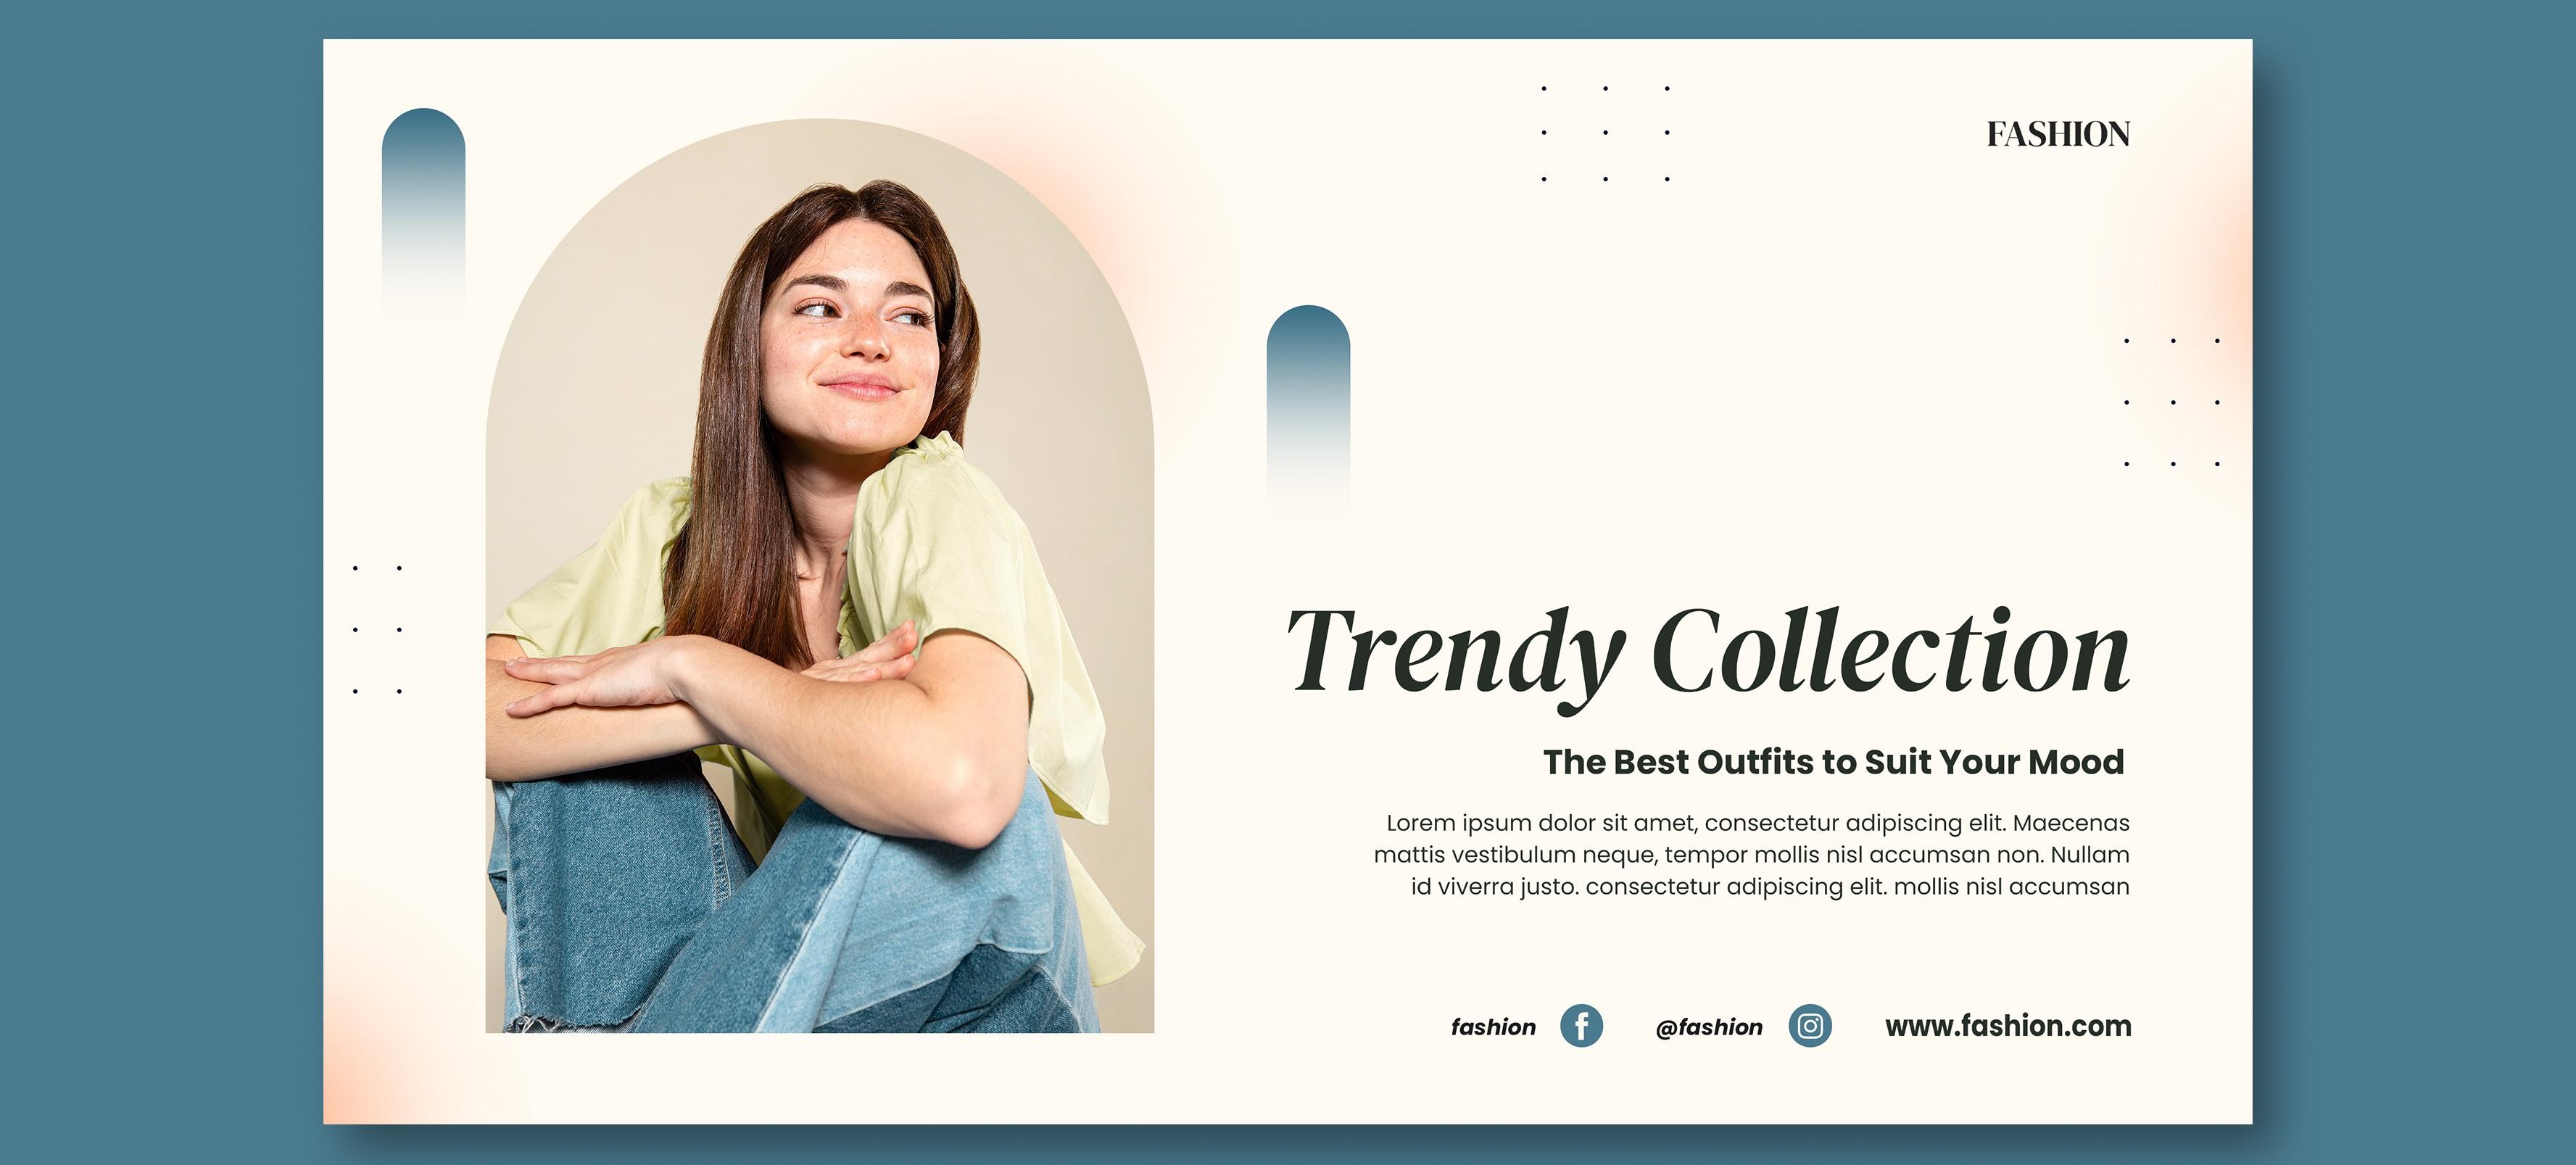 FASHION
Trendy Collection
The Best Outfits to Suit Your Mood
Lorem ipsum dolor sit amet, consectetur adipiscing elit. Maecenas
mattis vestibulum neque, tempor mollis nisl accumsan non. Nullam
id viverra justo. consectetur adipiscing elit. mollis nisl accumsan
fashion @fashion www.fashion.com